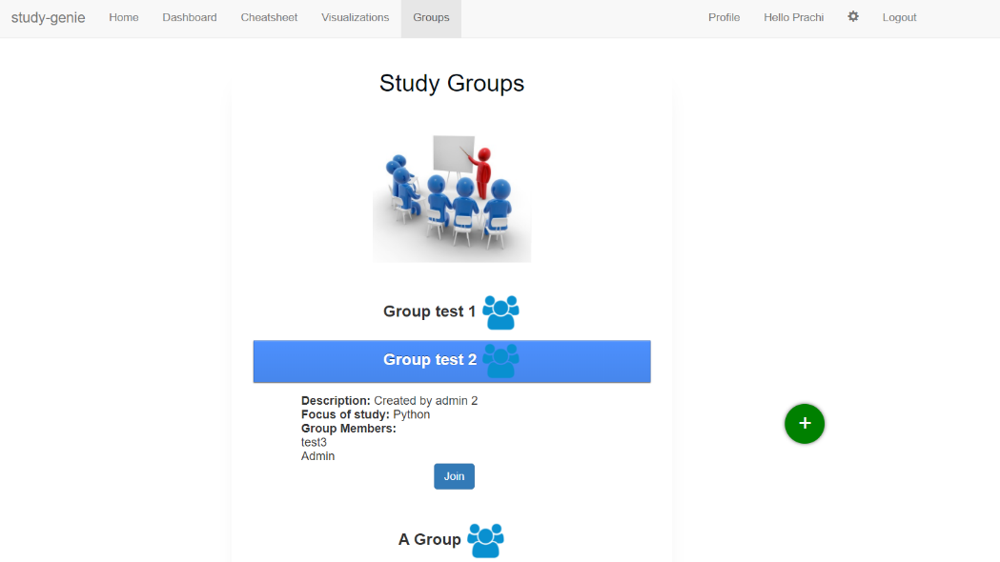 study-genie Home Dashboard Cheatsheet Visualizations Groups Profile Hello Prachi Logout
Study Groups
Group test 1
Group test 2
Description: Created by admin 2
Focus of study: Python
Group Members:
test3
Admin
+
Join
A Group